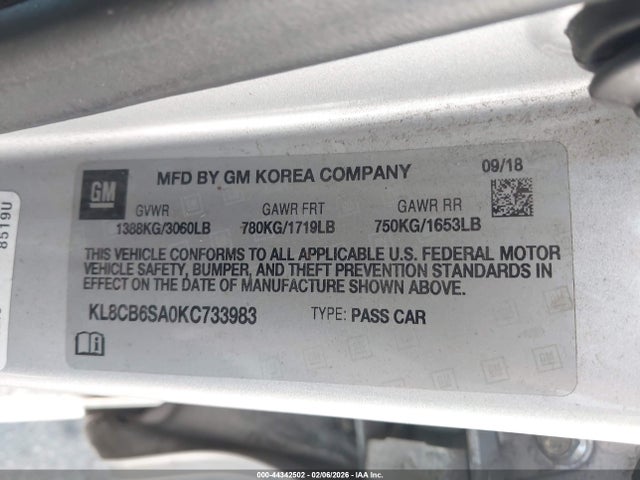 MFD BY GM KOREA COMPANY
09/18
GM
GVWR
GAWR FRT
GAWR RR
1388KG/3060LB
780KG/1719LB
750KG/1653LB
THIS VEHICLE CONFORMS TO ALL APPLICABLE U.S. FEDERAL MOTOR
VEHICLE SAFETY, BUMPER, AND THEFT PREVENTION STANDARDS IN
EFFECT ON THE DATE OF MANUFACTURE SHOWN ABOVE.
KL8CB6SA0KC733983
TYPE: PASS CAR
8519U
000-44342502 - 02/06/2026 - IAAI, Inc.